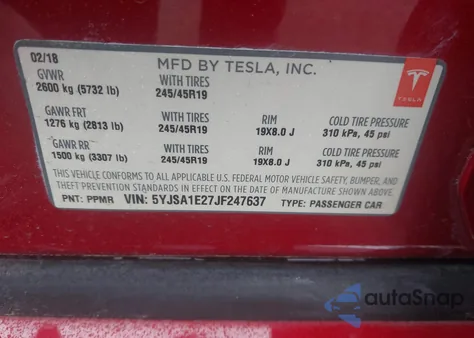 02/18
MFD BY TESLA, INC.
GVWR
2600 kg (5732 lb)
WITH TIRES
245/45R19
TESLA
GAWR FRT
1276 kg (2813 lb)
WITH TIRES
245/45R19
RIM
19X8.0 J
COLD TIRE PRESSURE
310 kPa, 45 psi
GAWR RR
1500 kg (3307 lb)
WITH TIRES
245/45R19
RIM
19X8.0 J
COLD TIRE PRESSURE
310 kPa, 45 psi
THIS VEHICLE CONFORMS TO ALL APPLICABLE U.S. FEDERAL MOTOR VEHICLE SAFETY, BUMPER, AND
THEFT PREVENTION STANDARDS IN EFFECT ON THE DATE OF MANUFACTURE SHOWN ABOVE.
PNT: PPMR VIN: 5YJSA1E27JF247637 TYPE: PASSENGER CAR
autoSnap